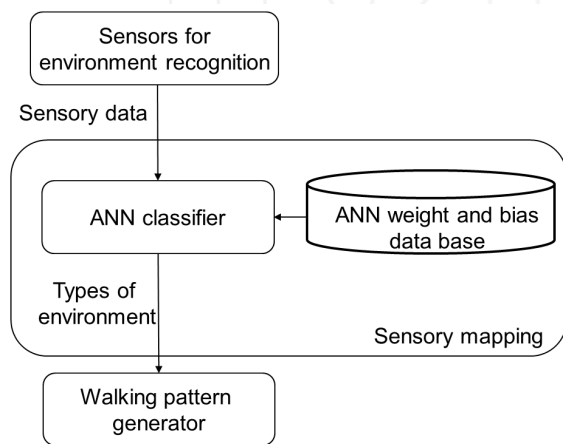 Sensors for
environment recognition
Sensory data
ANN classifier
ANN weight and bias
data base
Types of
environment
Sensory mapping
Walking pattern
generator